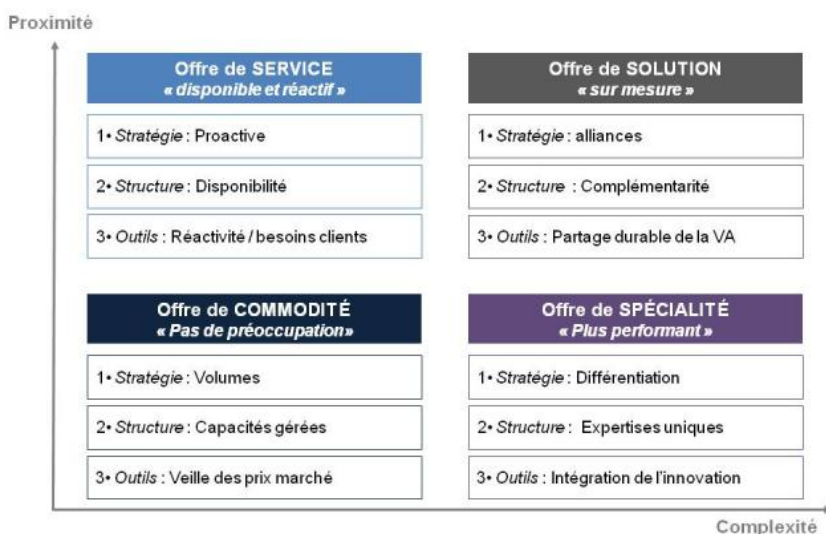 Proximité
Offre de SERVICE
« disponible et réactif »
1• Stratégie : Proactive
2• Structure : Disponibilité
3• Outils : Réactivité / besoins clients
Offre de SOLUTION
« sur mesure »
1• Stratégie : alliances
2• Structure : Complémentarité
3• Outils : Partage durable de la VA
Offre de COMMODITÉ
« Pas de préoccupation»
1• Stratégie : Volumes
2• Structure : Capacités gérées
3• Outils : Veille des prix marché
Offre de SPÉCIALITÉ
« Plus performant »
1• Stratégie : Différentiation
2• Structure : Expertises uniques
3• Outils : Intégration de l'innovation
Complexité